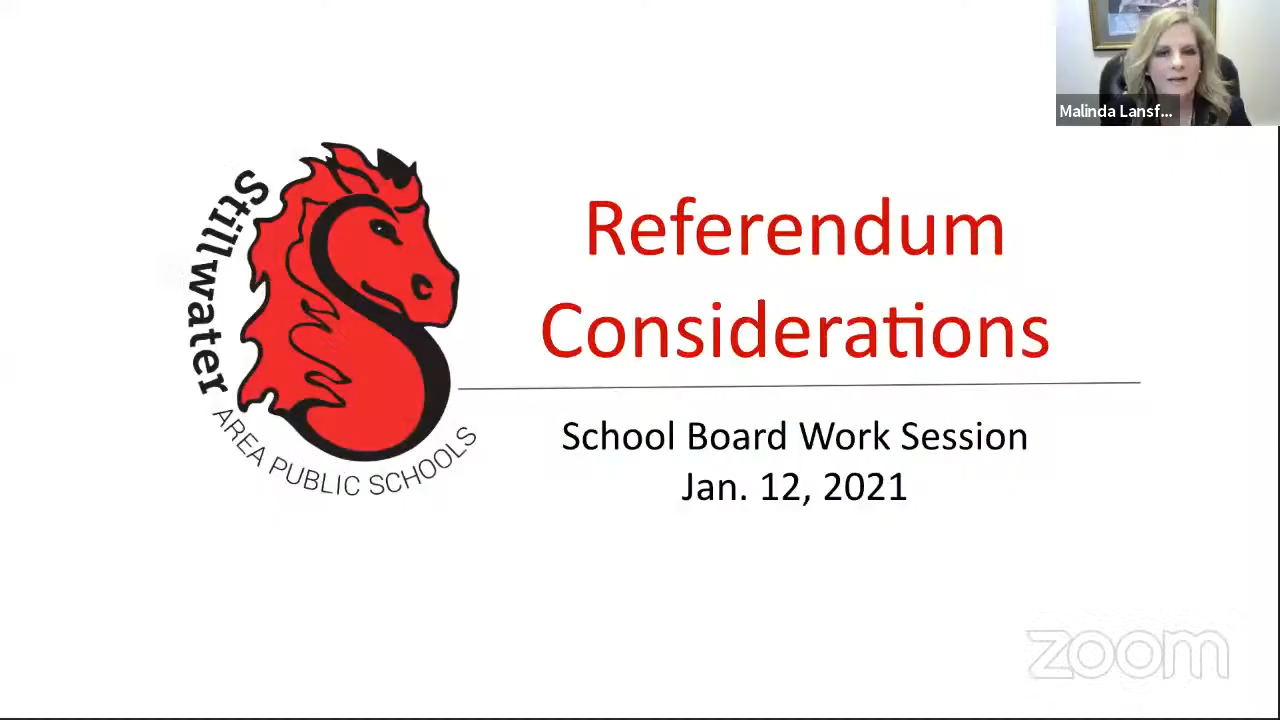 Malinda Lansf...
Stillwater
AREA PUBLIC SCHOOLS
Referendum
Considerations
School Board Work Session
Jan. 12, 2021
zoom